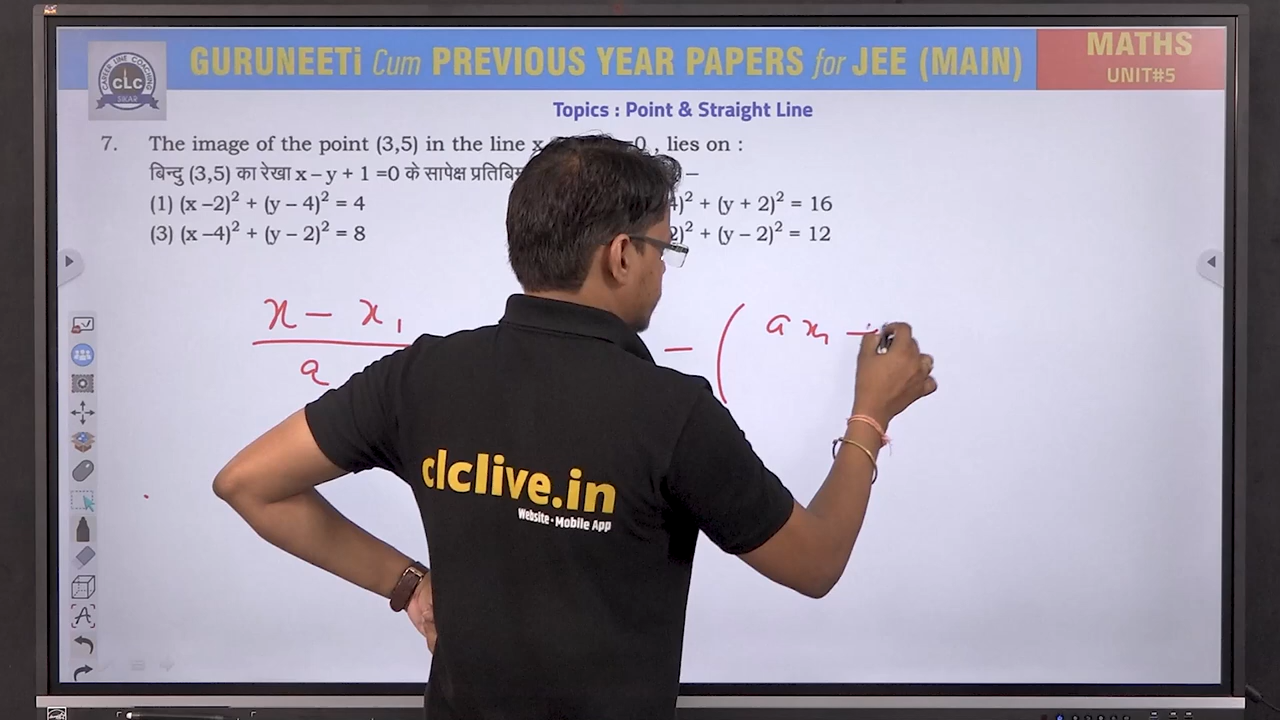 GURUNEETi Cum PREVIOUS YEAR PAPERS for JEE (MAIN)
MATHS
UNIT#5
CLC
SIKAR
Topics : Point & Straight Line
7. The image of the point (3,5) in the line x =0 , lies on :
बिन्दु (3,5) का रेखा x – y + 1 =0 के सापेक्ष –
(1) (x –2)² + (y – 4)² = 4
)² + (y + 2)² = 16
(3) (x –4)² + (y – 2)² = 8
2)² + (y – 2)² = 12
x – x₁
a
– ( a x₁
clclive.in
Website • Mobile App